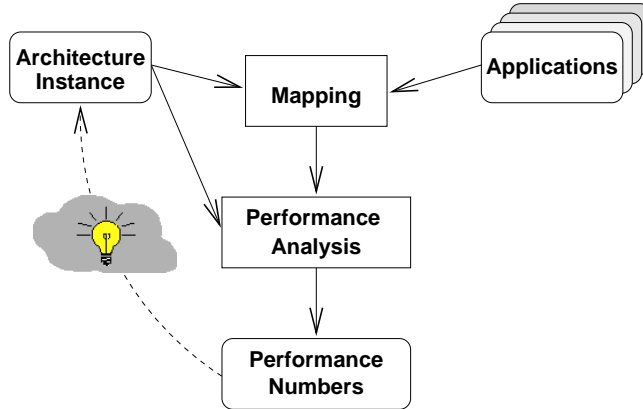 Architecture
Instance
Mapping
Applications
Performance
Analysis
Performance
Numbers